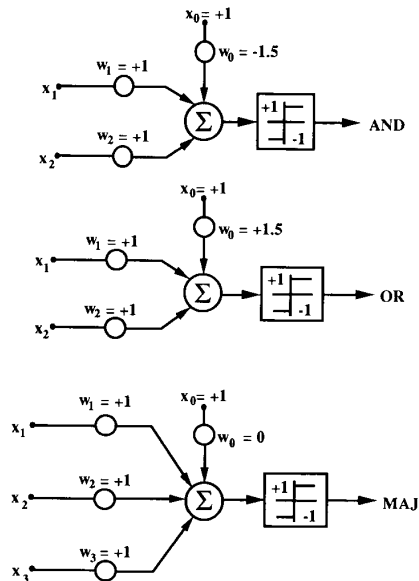 x₀= +1
w₀ = -1.5
w₁ = +1
x₁
w₂ = +1
x₂
Σ
+1
-1
AND
x₀= +1
w₀ = +1.5
w₁ = +1
x₁
w₂ = +1
x₂
Σ
+1
-1
OR
x₀= +1
w₀ = 0
w₁ = +1
x₁
w₂ = +1
x₂
w₃ = +1
x₃
Σ
+1
-1
MAJ